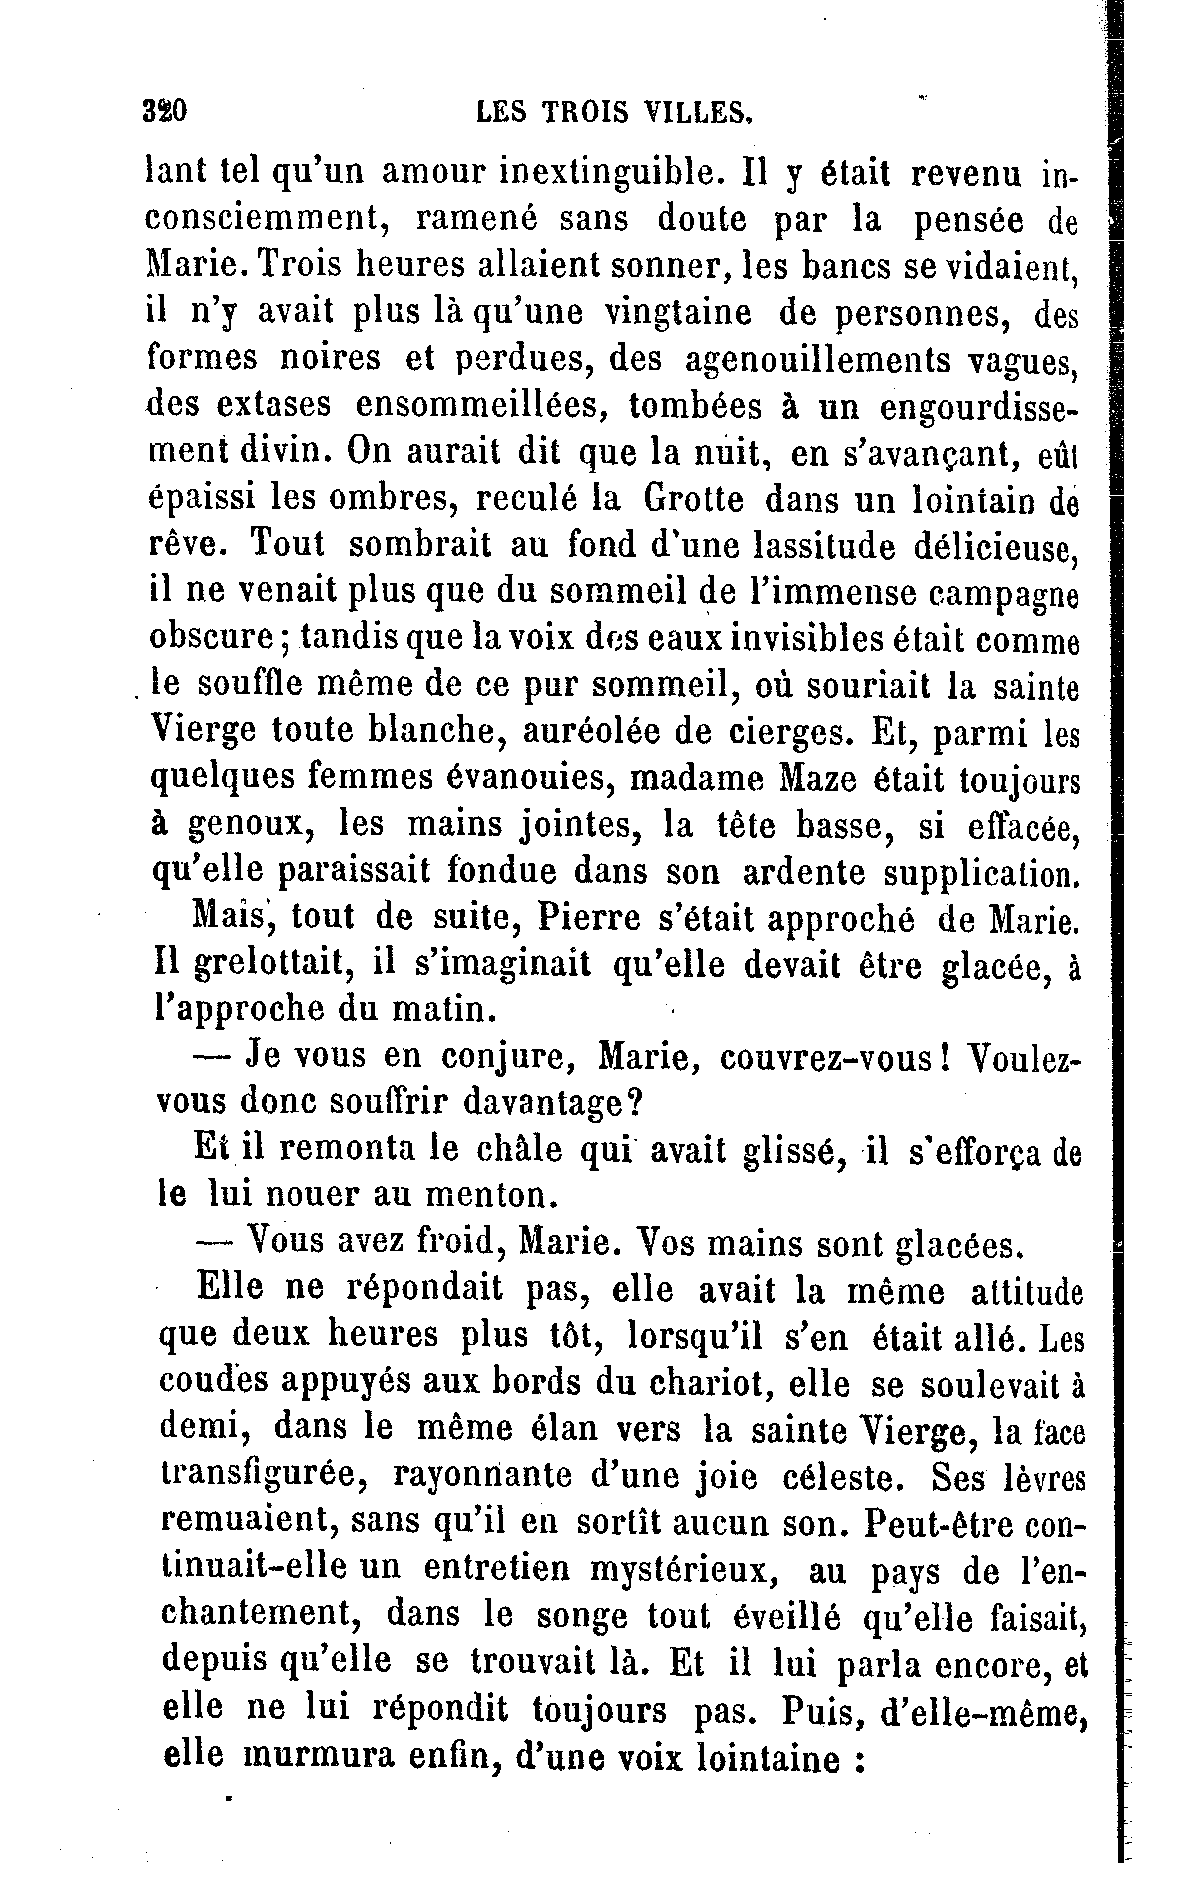 320 LES TROIS VILLES.
lant tel qu'un amour inextinguible. Il y était revenu in-
consciemment, ramené sans doute par la pensée de
Marie. Trois heures allaient sonner, les bancs se vidaient,
il n'y avait plus là qu'une vingtaine de personnes, des
formes noires et perdues, des agenouillements vagues,
des extases ensommeillées, tombées à un engourdisse-
ment divin. On aurait dit que la nuit, en s'avançant, eût
épaissi les ombres, reculé la Grotte dans un lointain de
rêve. Tout sombrait au fond d'une lassitude délicieuse,
il ne venait plus que du sommeil de l'immense campagne
obscure ; tandis que la voix des eaux invisibles était comme
le souffle même de ce pur sommeil, où souriait la sainte
Vierge toute blanche, auréolée de cierges. Et, parmi les
quelques femmes évanouies, madame Maze était toujours
à genoux, les mains jointes, la tête basse, si effacée,
qu'elle paraissait fondue dans son ardente supplication.
Mais, tout de suite, Pierre s'était approché de Marie.
Il grelottait, il s'imaginait qu'elle devait être glacée, à
l'approche du matin.
— Je vous en conjure, Marie, couvrez-vous ! Voulez-
vous donc souffrir davantage?
Et il remonta le châle qui avait glissé, il s'efforça de
le lui nouer au menton.
— Vous avez froid, Marie. Vos mains sont glacées.
Elle ne répondait pas, elle avait la même attitude
que deux heures plus tôt, lorsqu'il s'en était allé. Les
coudes appuyés aux bords du chariot, elle se soulevait à
demi, dans le même élan vers la sainte Vierge, la face
transfigurée, rayonnante d'une joie céleste. Ses lèvres
remuaient, sans qu'il en sortît aucun son. Peut-être con-
tinuait-elle un entretien mystérieux, au pays de l'en-
chantement, dans le songe tout éveillé qu'elle faisait,
depuis qu'elle se trouvait là. Et il lui parla encore, et
elle ne lui répondit toujours pas. Puis, d'elle-même,
elle murmura enfin, d'une voix lointaine :